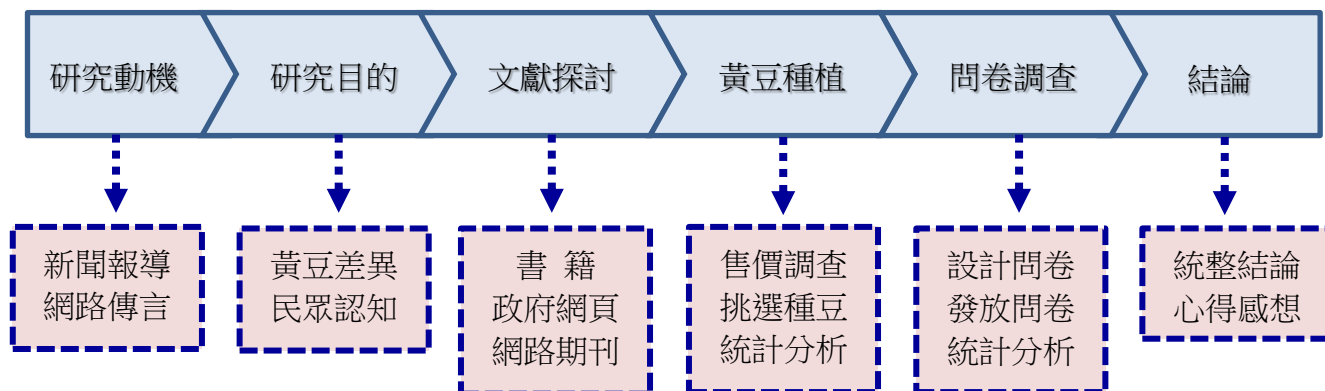 研究動機
研究目的
文獻探討
黃豆種植
問卷調查
結論
新聞報導
網路傳言
黃豆差異
民眾認知
書 籍
政府網頁
網路期刊
售價調查
挑選種豆
統計分析
設計問卷
發放問卷
統計分析
統整結論
心得感想